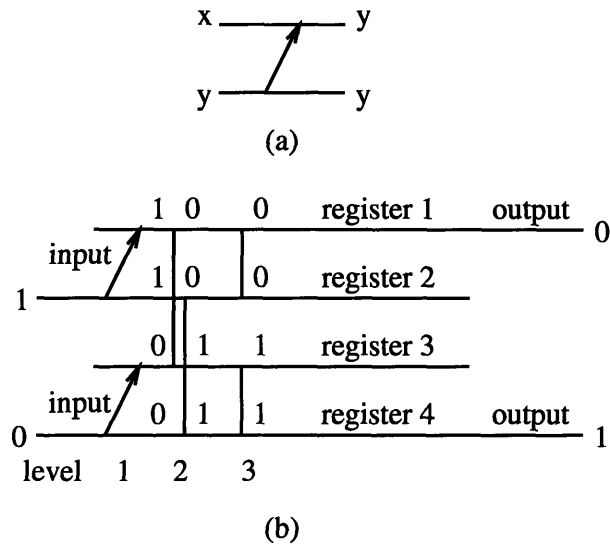 x y
y y
(a)
1 0 0 register 1 output 0
input
1 1 0 0 register 2
0 1 1 register 3
input
0 0 1 1 register 4 output 1
level 1 2 3
(b)